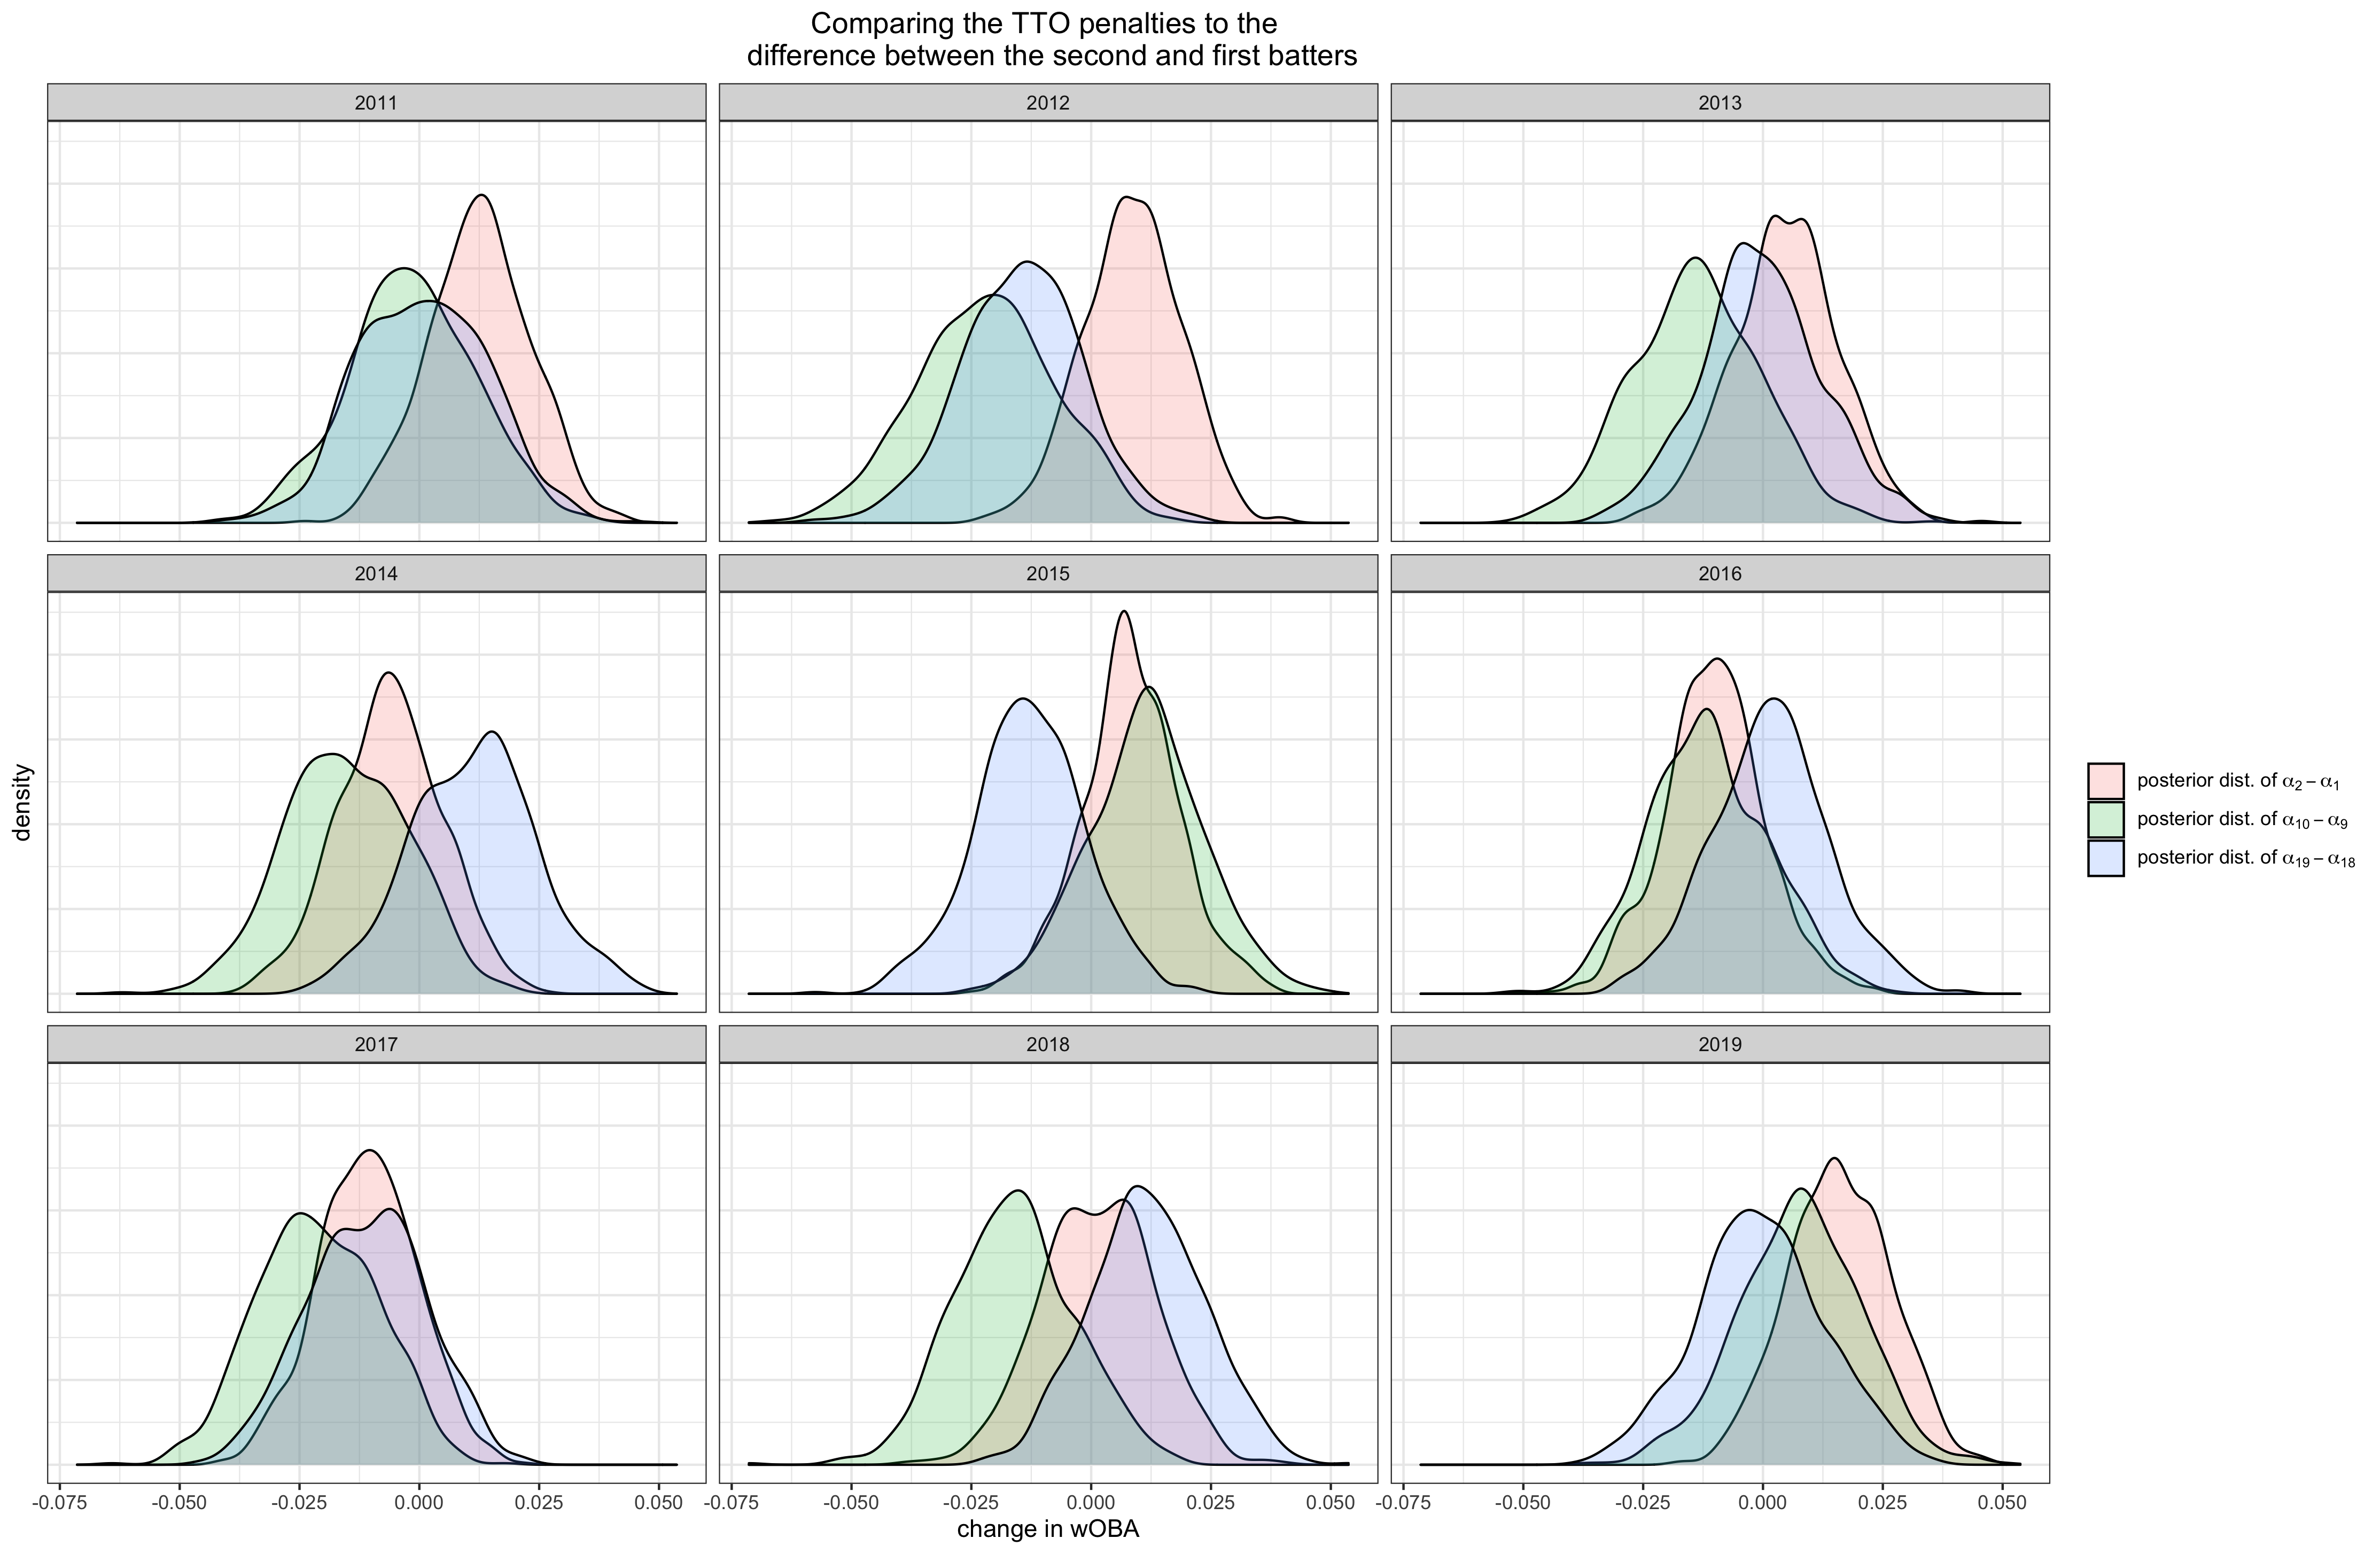 Comparing the TTO penalties to the
difference between the second and first batters
2011
2012
2013
2014
2015
2016
2017
2018
2019
density
-0.075 -0.050 -0.025 0.000 0.025 0.050
-0.075 -0.050 -0.025 0.000 0.025 0.050
-0.075 -0.050 -0.025 0.000 0.025 0.050
change in wOBA
posterior dist. of α₂ – α₁
posterior dist. of α₁₀ – α₉
posterior dist. of α₁₉ – α₁₈